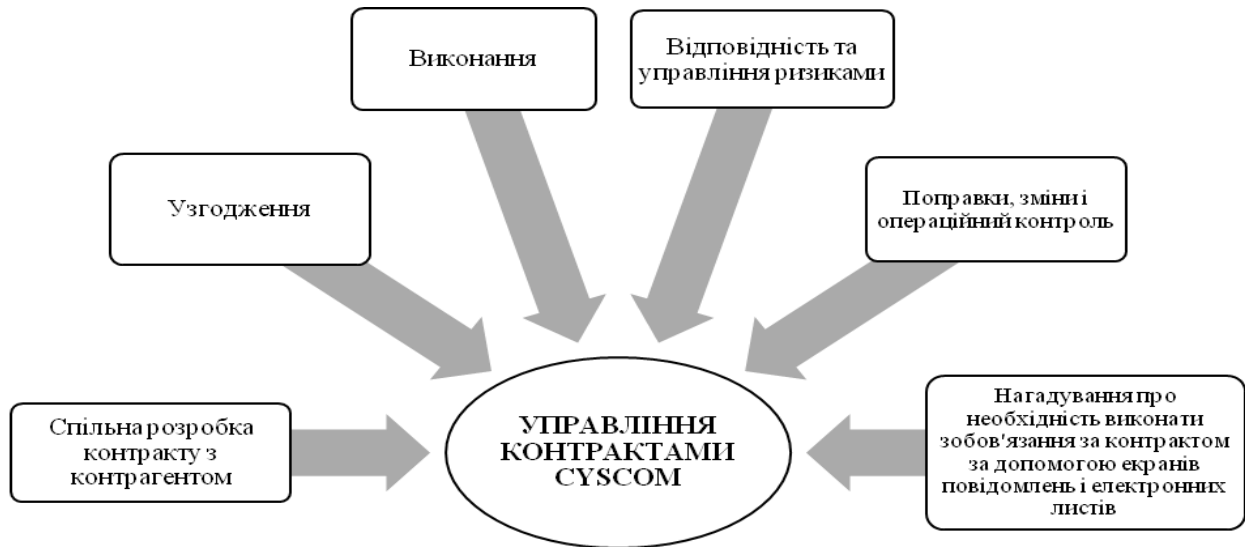 Виконання
Відповідність та
управління ризиками
Узгодження
Поправки, зміни і
операційний контроль
Спільна розробка
контракту з
контрагентом
УПРАВЛІННЯ
КОНТРАКТАМИ
CYSCOM
Нагадування про
необхідність виконати
зобов'язання за контрактом
за допомогою екранів
повідомлень і електронних
листів